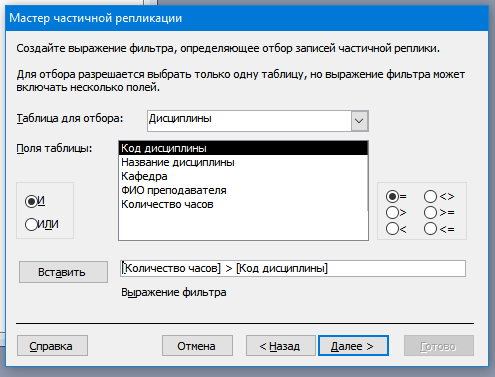 Мастер частичной репликации
Создайте выражение фильтра, определяющее отбор записей частичной реплики.
Для отбора разрешается выбрать только одну таблицу, но выражение фильтра может
включать несколько полей.
Таблица для отбора: Дисциплины
Поля таблицы: Код дисциплины
Название дисциплины
Кафедра
ФИО преподавателя
Количество часов
И
ИЛИ
= <>
> >=
< <=
Вставить [Количество часов] > [Код дисциплины]
Выражение фильтра
Справка Отмена < Назад Далее > Готово